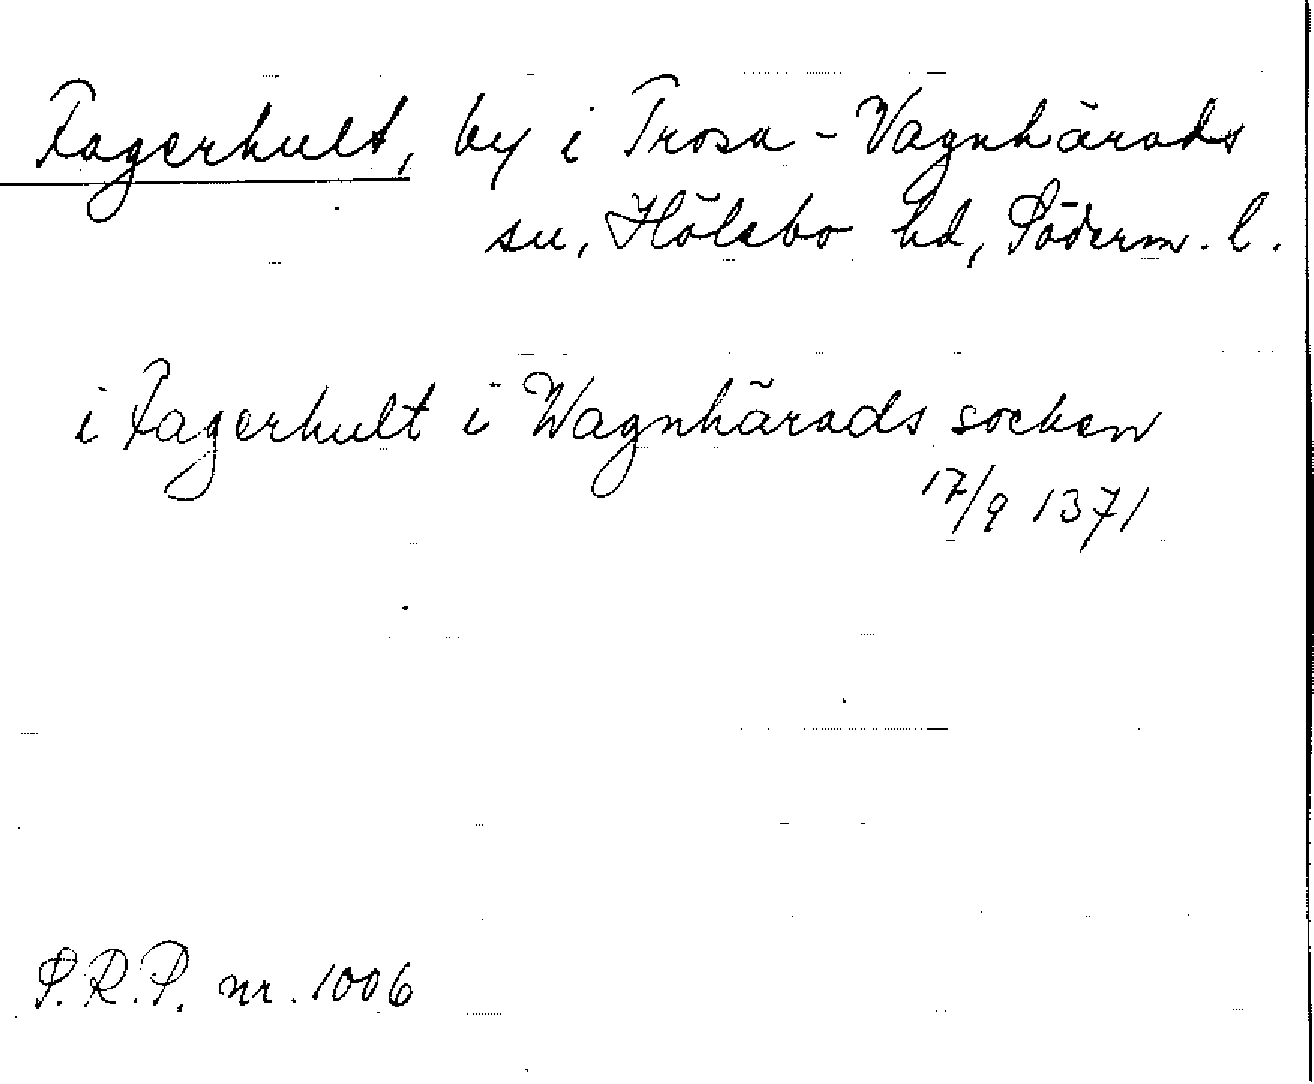 Fagerhult, by i Trosa-Vagnhärads
sn, Hölebo hd, Söderm. l.
i Fagerhult i Wagnhärads socken
17/9 1371
S.R.P. nr. 1006